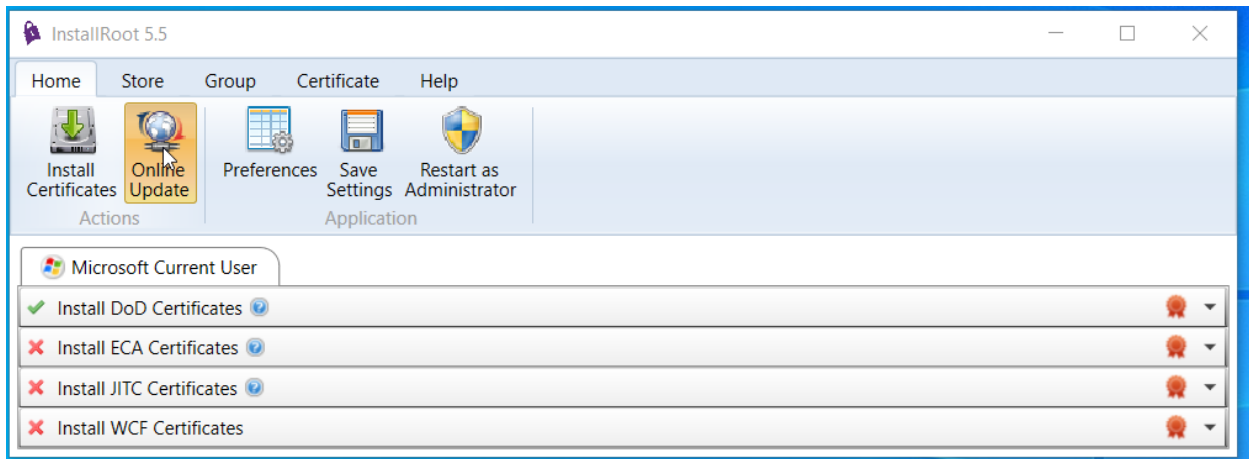 InstallRoot 5.5
Home Store Group Certificate Help
Install Certificates
Online Update
Preferences
Save Settings
Restart as Administrator
Actions
Application
Microsoft Current User
Install DoD Certificates
Install ECA Certificates
Install JITC Certificates
Install WCF Certificates